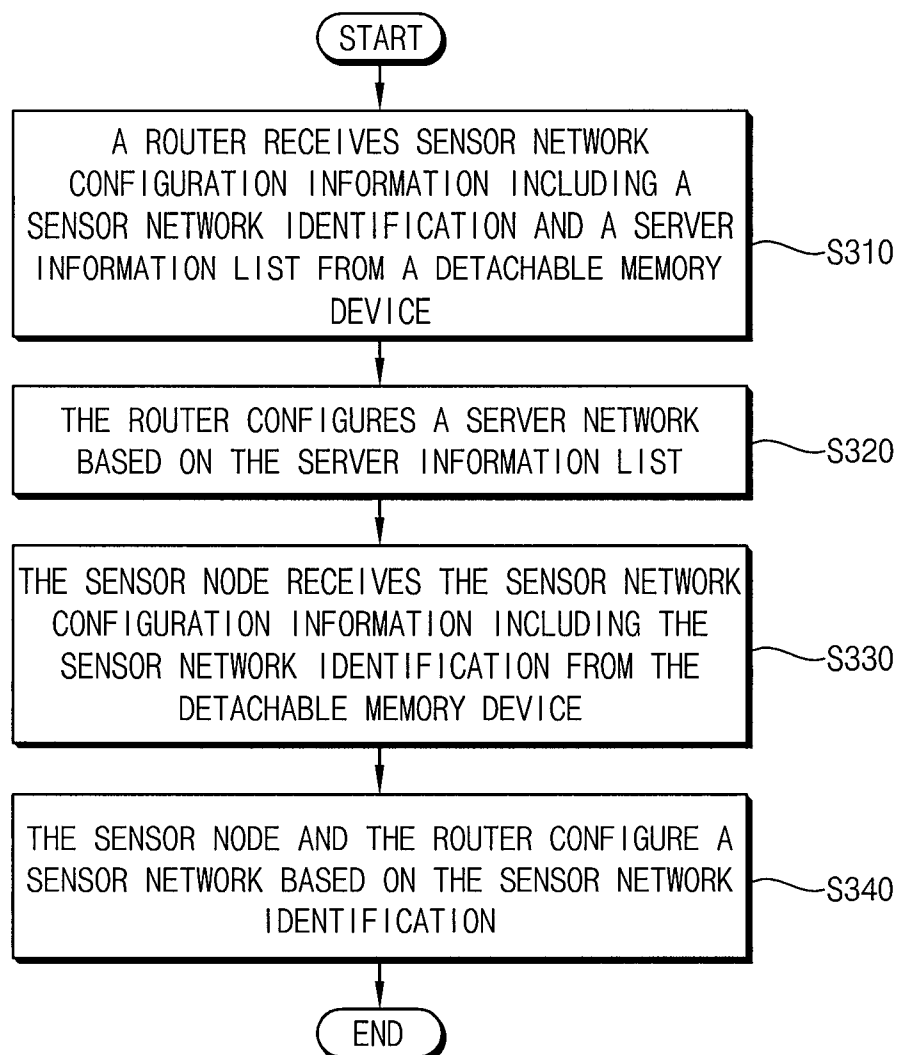 START
A ROUTER RECEIVES SENSOR NETWORK
CONFIGURATION INFORMATION INCLUDING A
SENSOR NETWORK IDENTIFICATION AND A SERVER
INFORMATION LIST FROM A DETACHABLE MEMORY
DEVICE
S310
THE ROUTER CONFIGURES A SERVER NETWORK
BASED ON THE SERVER INFORMATION LIST
S320
THE SENSOR NODE RECEIVES THE SENSOR NETWORK
CONFIGURATION INFORMATION INCLUDING THE
SENSOR NETWORK IDENTIFICATION FROM THE
DETACHABLE MEMORY DEVICE
S330
THE SENSOR NODE AND THE ROUTER CONFIGURE A
SENSOR NETWORK BASED ON THE SENSOR NETWORK
IDENTIFICATION
S340
END